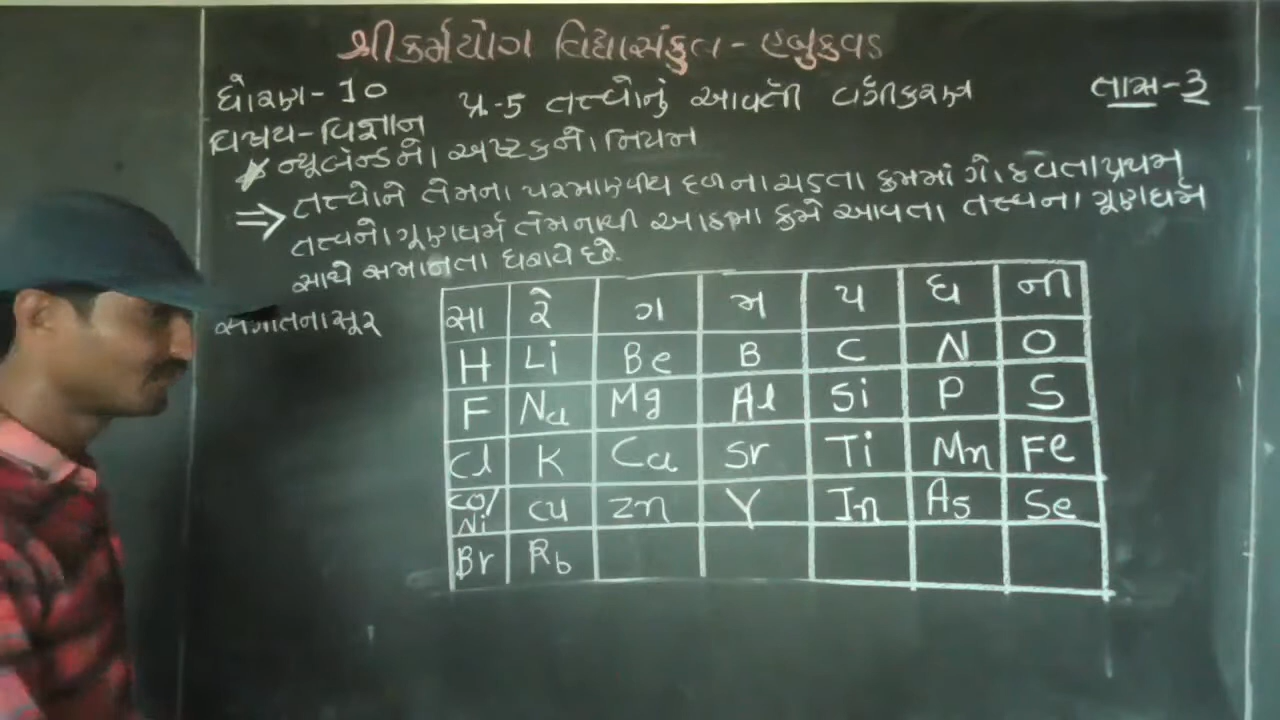 શ્રી કર્મયોગ વિદ્યાસંકુલ - હબુકવડ
ધોરણ - 10
પ્ર.-5 તત્ત્વોનું આવર્તી વર્ગીકરણ
તાસ - 3
વિષય - વિજ્ઞાન
* ન્યૂલેન્ડનો અષ્ટકનો નિયમ
⇒ તત્ત્વોને તેમના પરમાણ્વીય દળના ચડતા ક્રમમાં ગોઠવતા પ્રથમ
તત્ત્વનો ગૂણધર્મ તેમનાથી આઠમા ક્રમે આવતા તત્ત્વના ગૂણધર્મ
સાથે સમાનતા ધરાવે છે.
સંગીતના સૂર
સા રે ગ મ પ ધ ની
H Li Be B C N O
F Na Mg Al Si P S
Cl K Ca Sr Ti Mn Fe
CO/Ni Cu Zn Y In As Se
Br Rb